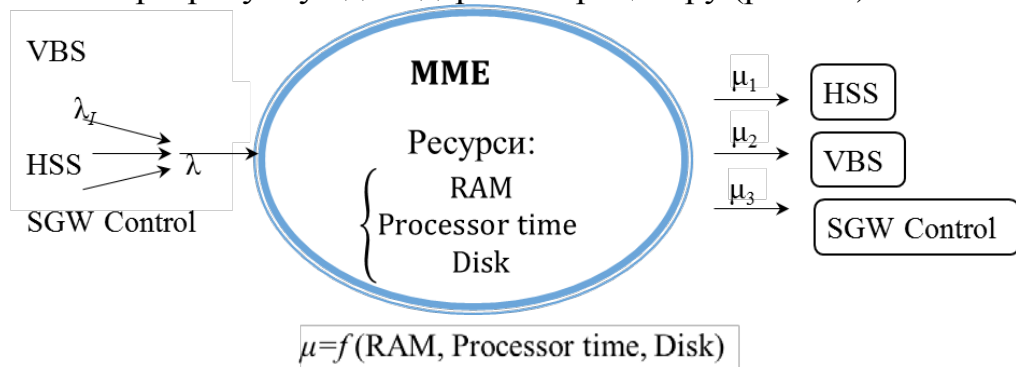 VBS
λI
HSS
λ
SGW Control
MME
Ресурси:
RAM
Processor time
Disk
μ1
HSS
μ2
VBS
μ3
SGW Control
μ=f(RAM, Processor time, Disk)